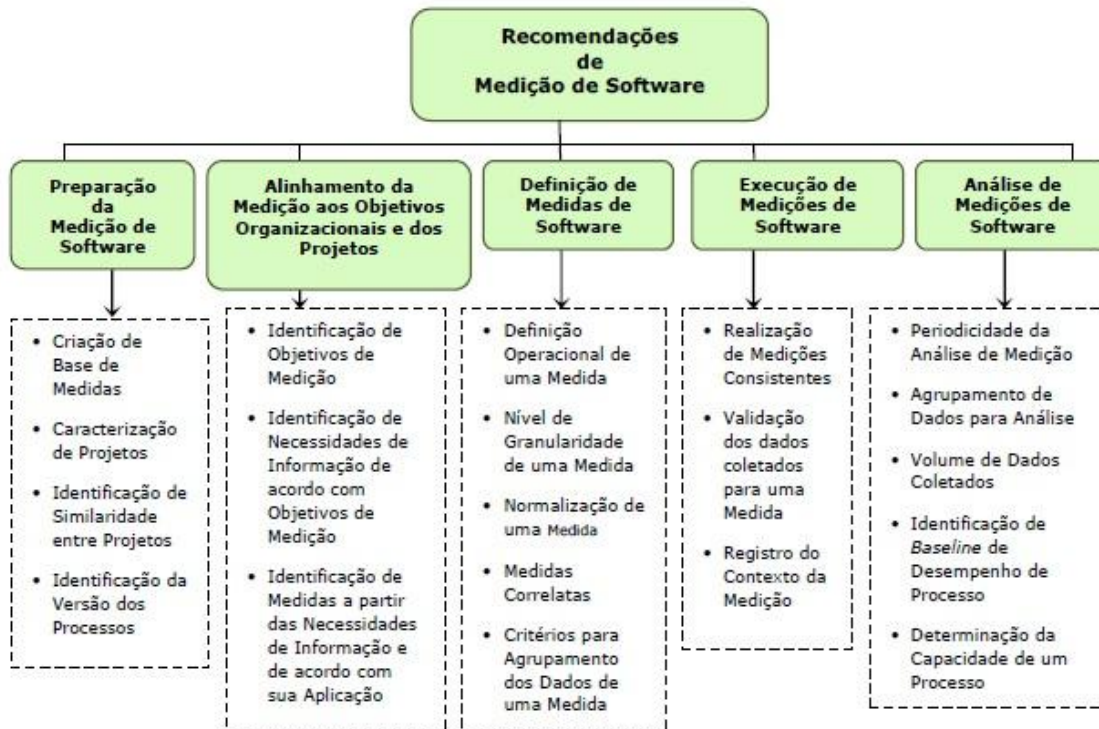 Recomendações
de
Medição de Software
Preparação
da
Medição de
Software
Alinhamento da
Medição aos Objetivos
Organizacionais e dos
Projetos
Definição de
Medidas de
Software
Execução de
Medições de
Software
Análise de
Medições de
Software
• Criação de
Base de
Medidas
• Caracterização
de Projetos
• Identificação de
Similaridade
entre Projetos
• Identificação da
Versão dos
Processos
• Identificação de
Objetivos de
Medição
• Identificação de
Necessidades de
Informação de
acordo com
Objetivos de
Medição
• Identificação de
Medidas a partir
das Necessidades
de Informação e
de acordo com
sua Aplicação
• Definição
Operacional de
uma Medida
• Nível de
Granularidade
de uma Medida
• Normalização de
uma Medida
• Medidas
Correlatas
• Critérios para
Agrupamento
dos Dados de
uma Medida
• Realização
de Medições
Consistentes
• Validação
dos dados
coletados
para uma
Medida
• Registro do
Contexto da
Medição
• Periodicidade da
Análise de Medição
• Agrupamento de
Dados para Análise
• Volume de Dados
Coletados
• Identificação de
Baseline de
Desempenho de
Processo
• Determinação da
Capacidade de um
Processo